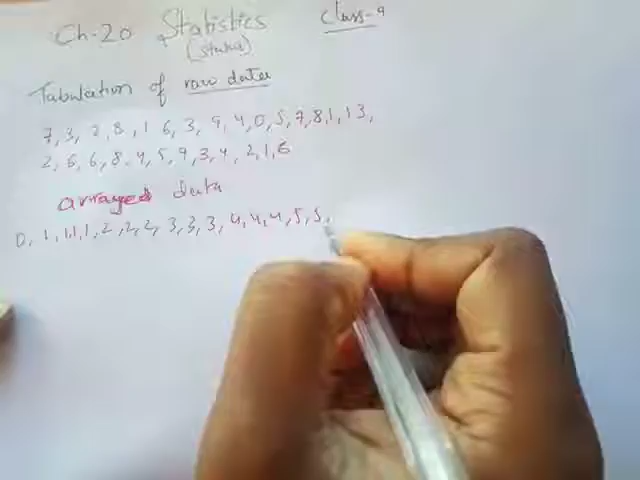 Ch-20 Statistics Class-9
(stats)
Tabulation of raw data
7, 3, 2, 8, 1 6, 3, 9, 4, 0, 5, 7, 8, 1, 13,
2, 6, 6, 8, 4, 5, 9, 3, 4, 2, 1, 6
arrayed data
0, 1, 1, 1, 1, 2, 2, 2, 3, 3, 3, 4, 4, 4, 5, 5,